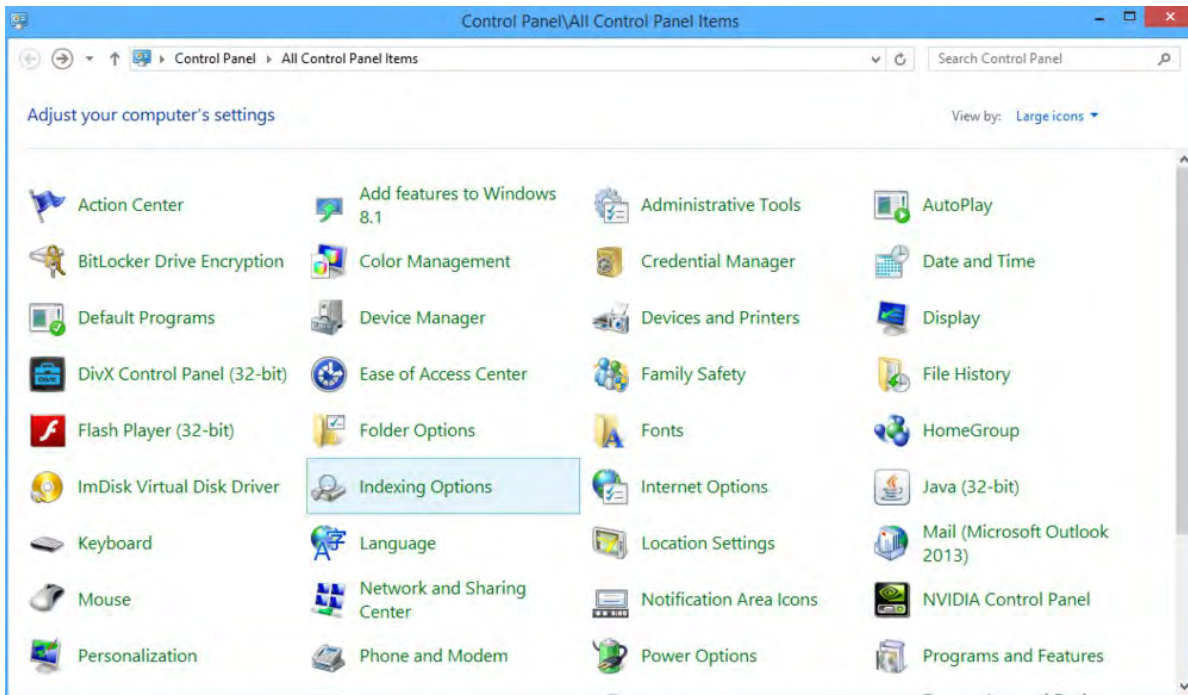 Control Panel\All Control Panel Items
Control Panel
All Control Panel Items
Search Control Panel
Adjust your computer's settings
View by:
Large icons
Action Center
Add features to Windows
8.1
Administrative Tools
AutoPlay
BitLocker Drive Encryption
Color Management
Credential Manager
Date and Time
Default Programs
Device Manager
Devices and Printers
Display
DivX Control Panel (32-bit)
Ease of Access Center
Family Safety
File History
Flash Player (32-bit)
Folder Options
Fonts
HomeGroup
ImDisk Virtual Disk Driver
Indexing Options
Internet Options
Java (32-bit)
Keyboard
Language
Location Settings
Mail (Microsoft Outlook
2013)
Mouse
Network and Sharing
Center
Notification Area Icons
NVIDIA Control Panel
Personalization
Phone and Modem
Power Options
Programs and Features